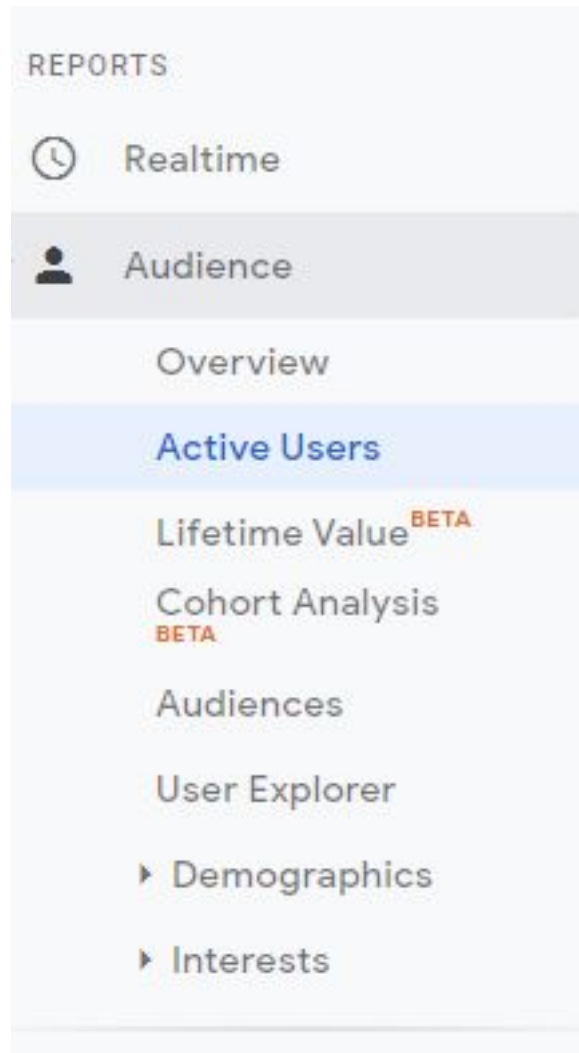 REPORTS
Realtime
Audience
Overview
Active Users
Lifetime Value BETA
Cohort Analysis
BETA
Audiences
User Explorer
Demographics
Interests